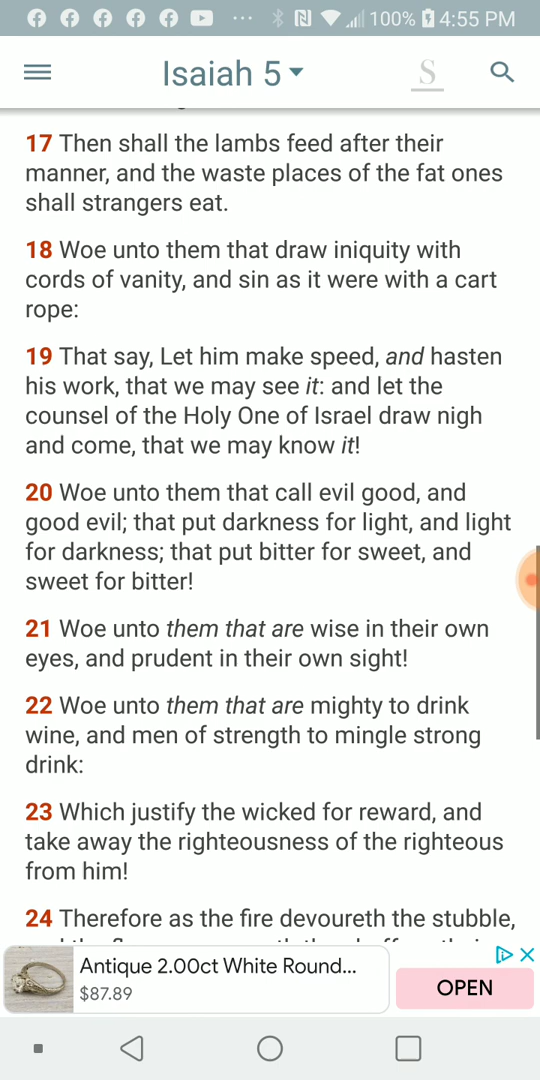 100% 4:55 PM
Isaiah 5
S
17 Then shall the lambs feed after their
manner, and the waste places of the fat ones
shall strangers eat.
18 Woe unto them that draw iniquity with
cords of vanity, and sin as it were with a cart
rope:
19 That say, Let him make speed, and hasten
his work, that we may see it: and let the
counsel of the Holy One of Israel draw nigh
and come, that we may know it!
20 Woe unto them that call evil good, and
good evil; that put darkness for light, and light
for darkness; that put bitter for sweet, and
sweet for bitter!
21 Woe unto them that are wise in their own
eyes, and prudent in their own sight!
22 Woe unto them that are mighty to drink
wine, and men of strength to mingle strong
drink:
23 Which justify the wicked for reward, and
take away the righteousness of the righteous
from him!
24 Therefore as the fire devoureth the stubble,
Antique 2.00ct White Round...
$87.89
OPEN